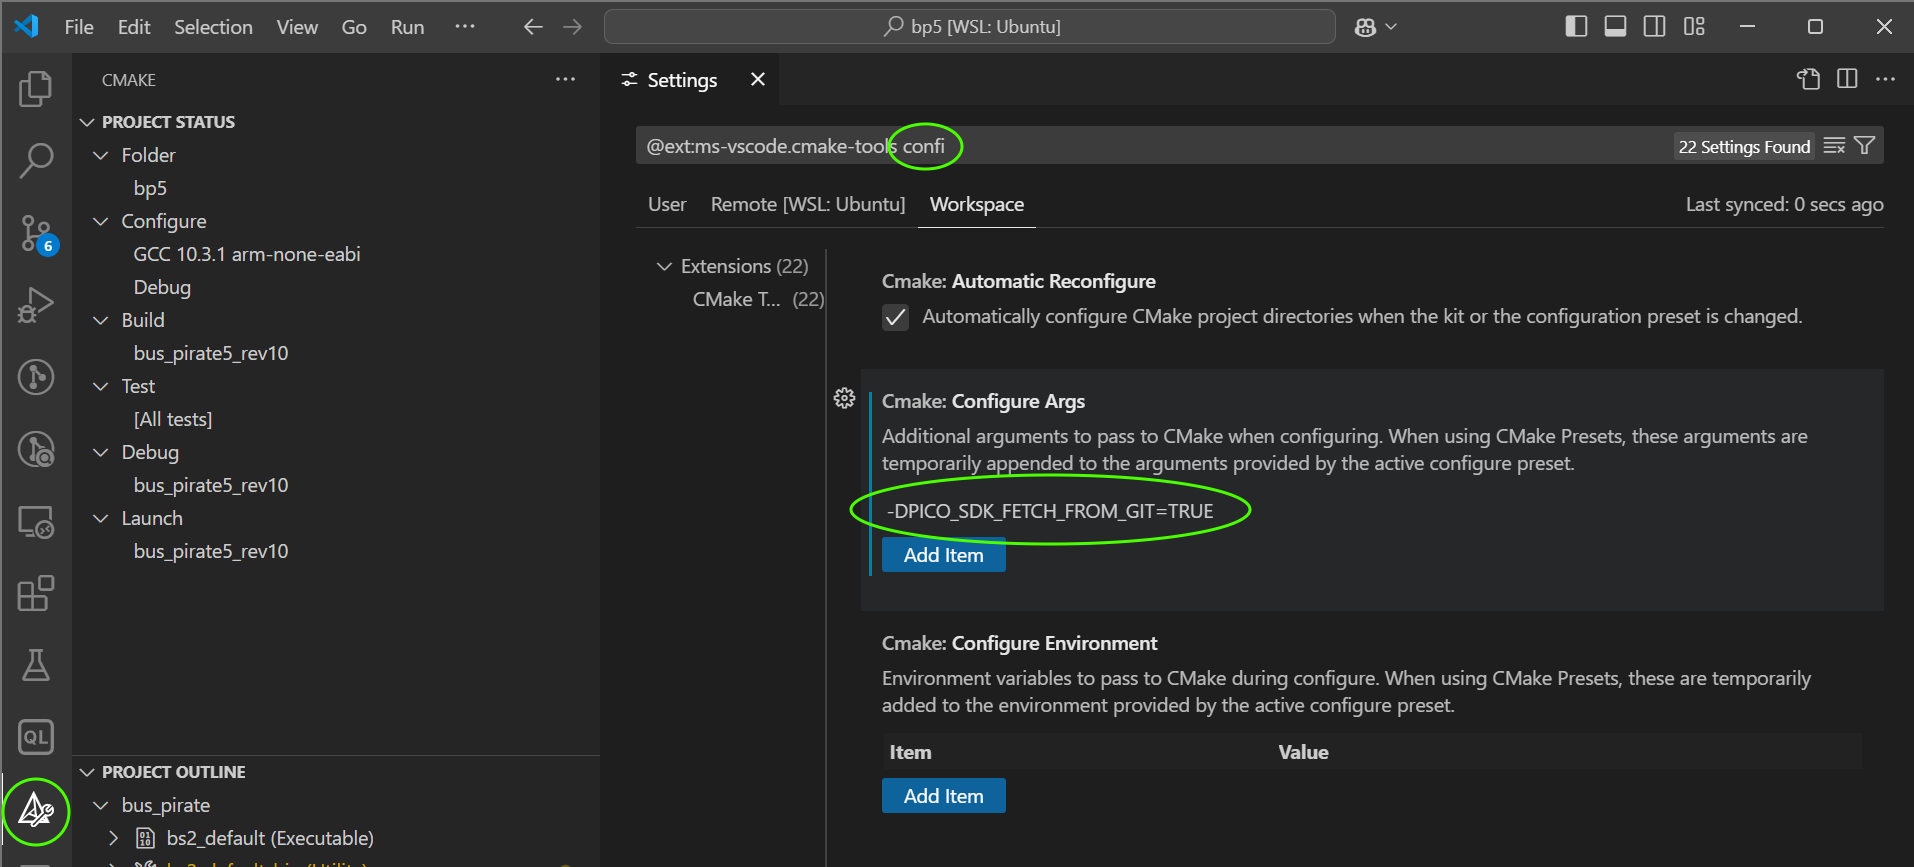 File Edit Selection View Go Run ···
bp5 [WSL: Ubuntu]
CMAKE
PROJECT STATUS
Folder
bp5
Configure
GCC 10.3.1 arm-none-eabi
Debug
Build
bus_pirate5_rev10
Test
[All tests]
Debug
bus_pirate5_rev10
Launch
bus_pirate5_rev10
6
QL
PROJECT OUTLINE
bus_pirate
bs2_default (Executable)
Settings
@ext:ms-vscode.cmake-tools confi
22 Settings Found
User Remote [WSL: Ubuntu] Workspace
Last synced: 0 secs ago
Extensions (22)
CMake T... (22)
Cmake: Automatic Reconfigure
Automatically configure CMake project directories when the kit or the configuration preset is changed.
Cmake: Configure Args
Additional arguments to pass to CMake when configuring. When using CMake Presets, these arguments are
temporarily appended to the arguments provided by the active configure preset.
-DPICO_SDK_FETCH_FROM_GIT=TRUE
Add Item
Cmake: Configure Environment
Environment variables to pass to CMake during configure. When using CMake Presets, these are temporarily
added to the environment provided by the active configure preset.
Item Value
Add Item